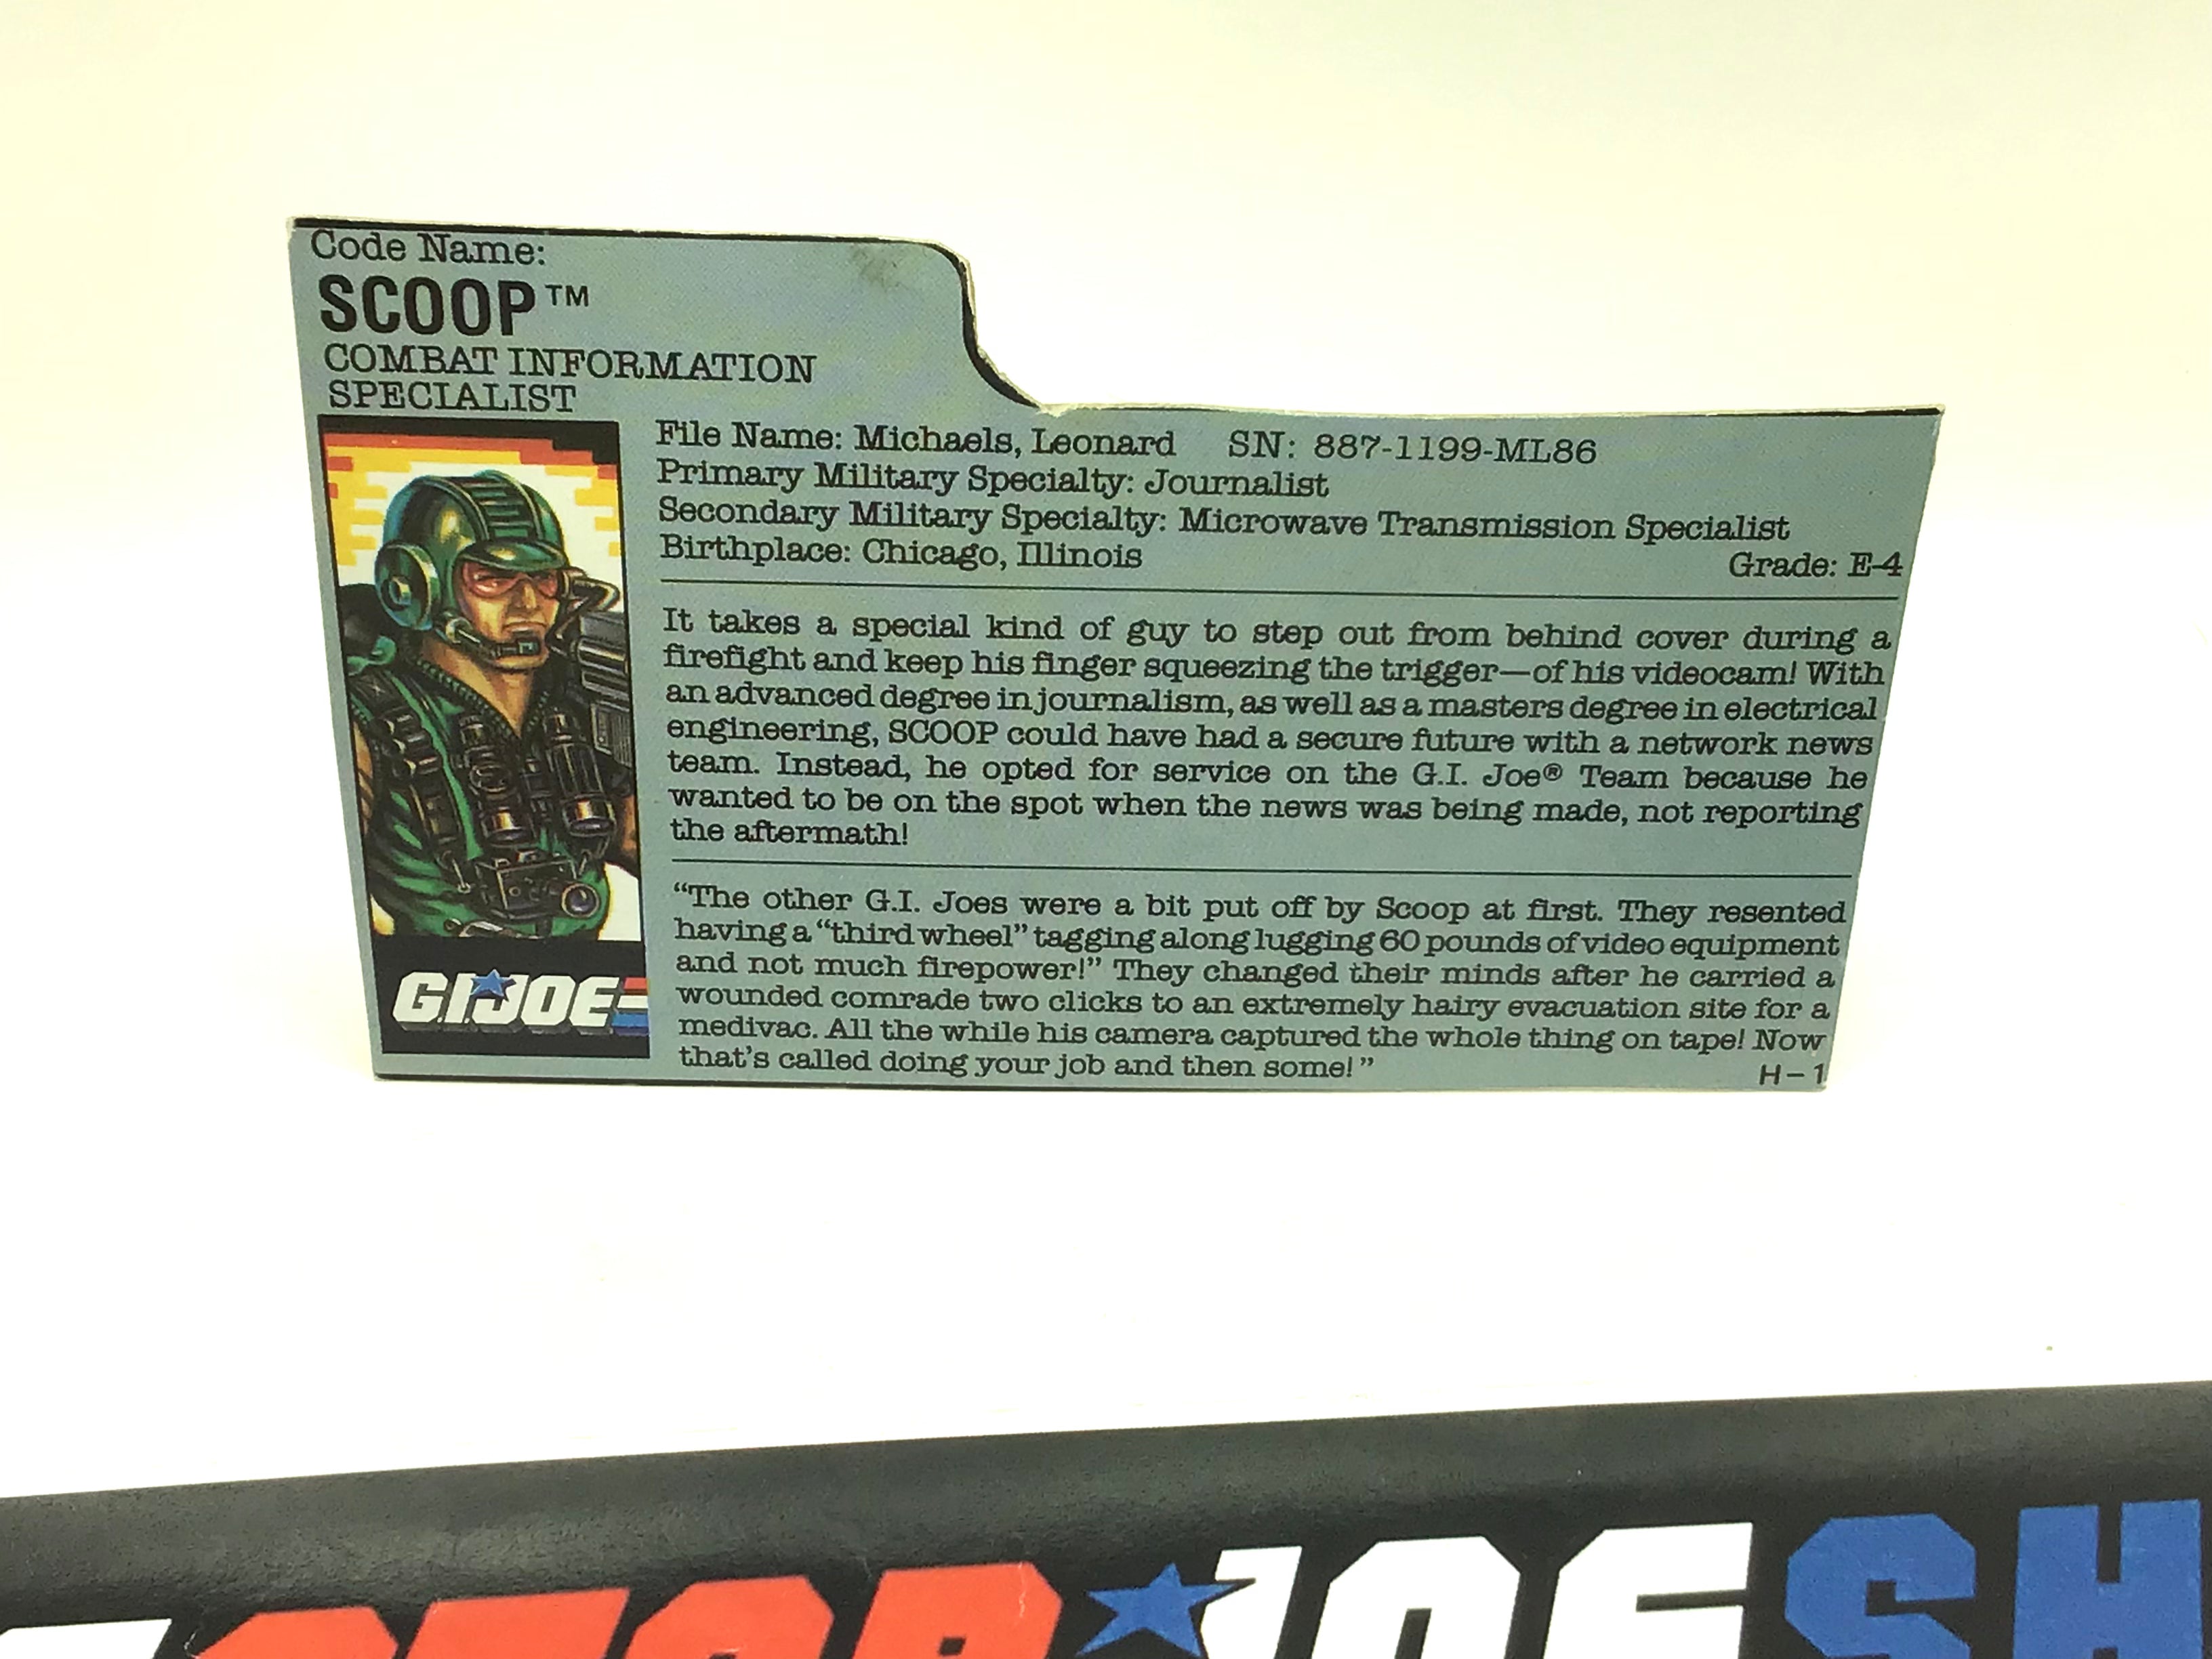 Code Name:
SCOOP™
COMBAT INFORMATION
SPECIALIST
File Name: Michaels, Leonard SN: 887-1199-ML86
Primary Military Specialty: Journalist
Secondary Military Specialty: Microwave Transmission Specialist
Birthplace: Chicago, Illinois Grade: E-4
It takes a special kind of guy to step out from behind cover during a
firefight and keep his finger squeezing the trigger—of his videocam! With
an advanced degree in journalism, as well as a masters degree in electrical
engineering, SCOOP could have had a secure future with a network news
team. Instead, he opted for service on the G.I. Joe® Team because he
wanted to be on the spot when the news was being made, not reporting
the aftermath!
“The other G.I. Joes were a bit put off by Scoop at first. They resented
having a “third wheel” tagging along lugging 60 pounds of video equipment
and not much firepower!” They changed their minds after he carried a
wounded comrade two clicks to an extremely hairy evacuation site for a
medivac. All the while his camera captured the whole thing on tape! Now
that's called doing your job and then some!”
H-1
G.I. JOE
JOE